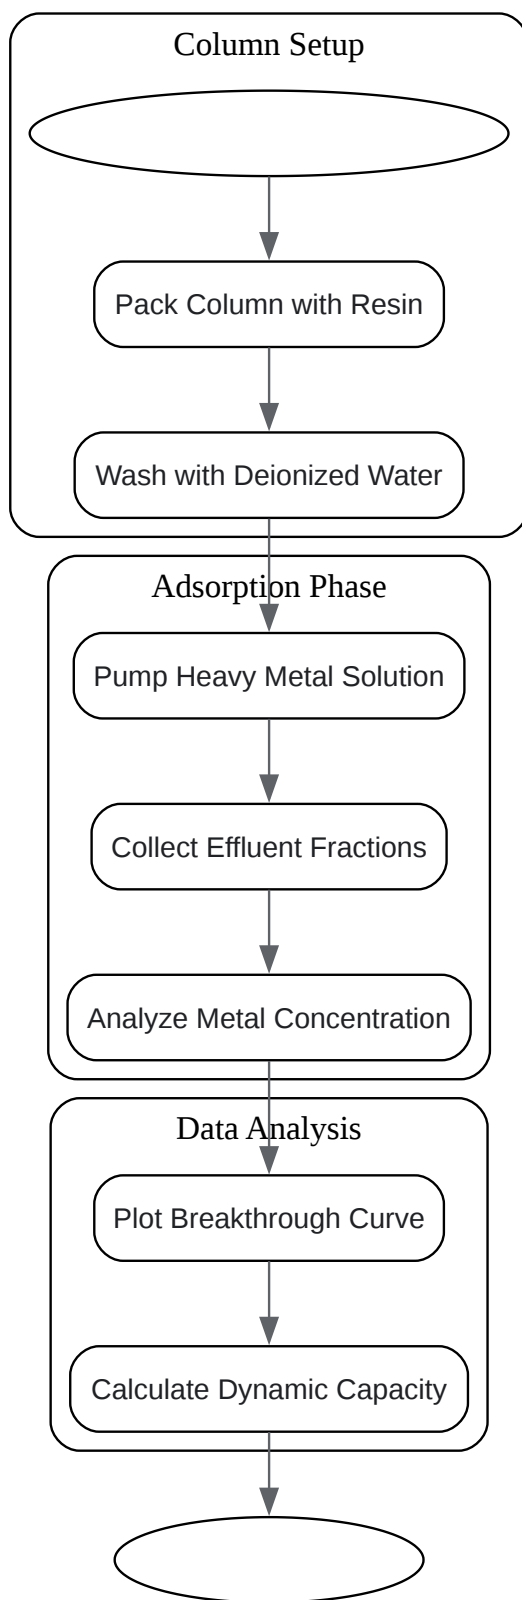 Column Setup
Pack Column with Resin
Wash with Deionized Water
Adsorption Phase
Pump Heavy Metal Solution
Collect Effluent Fractions
Analyze Metal Concentration
Data Analysis
Plot Breakthrough Curve
Calculate Dynamic Capacity